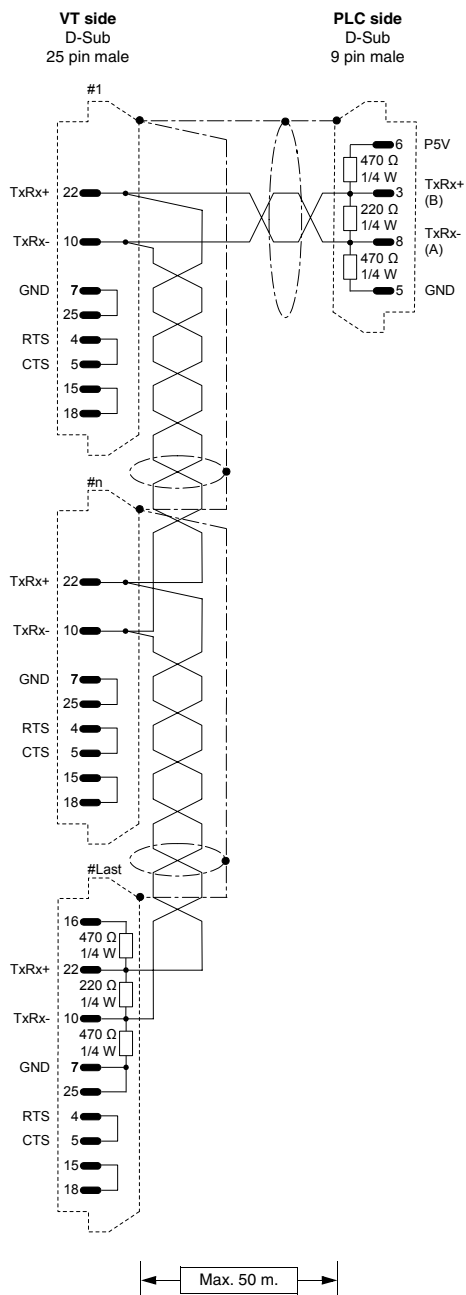 VT side
D-Sub
25 pin male
PLC side
D-Sub
9 pin male
#1
6 P5V
470 Ω
1/4 W
TxRx+ 22
3 TxRx+
(B)
220 Ω
1/4 W
TxRx- 10
8 TxRx-
(A)
470 Ω
1/4 W
GND 7
5 GND
25
RTS 4
CTS 5
15
18
#n
TxRx+ 22
TxRx- 10
GND 7
25
RTS 4
CTS 5
15
18
#Last
16
470 Ω
1/4 W
TxRx+ 22
220 Ω
1/4 W
TxRx- 10
470 Ω
1/4 W
GND 7
25
RTS 4
CTS 5
15
18
Max. 50 m.